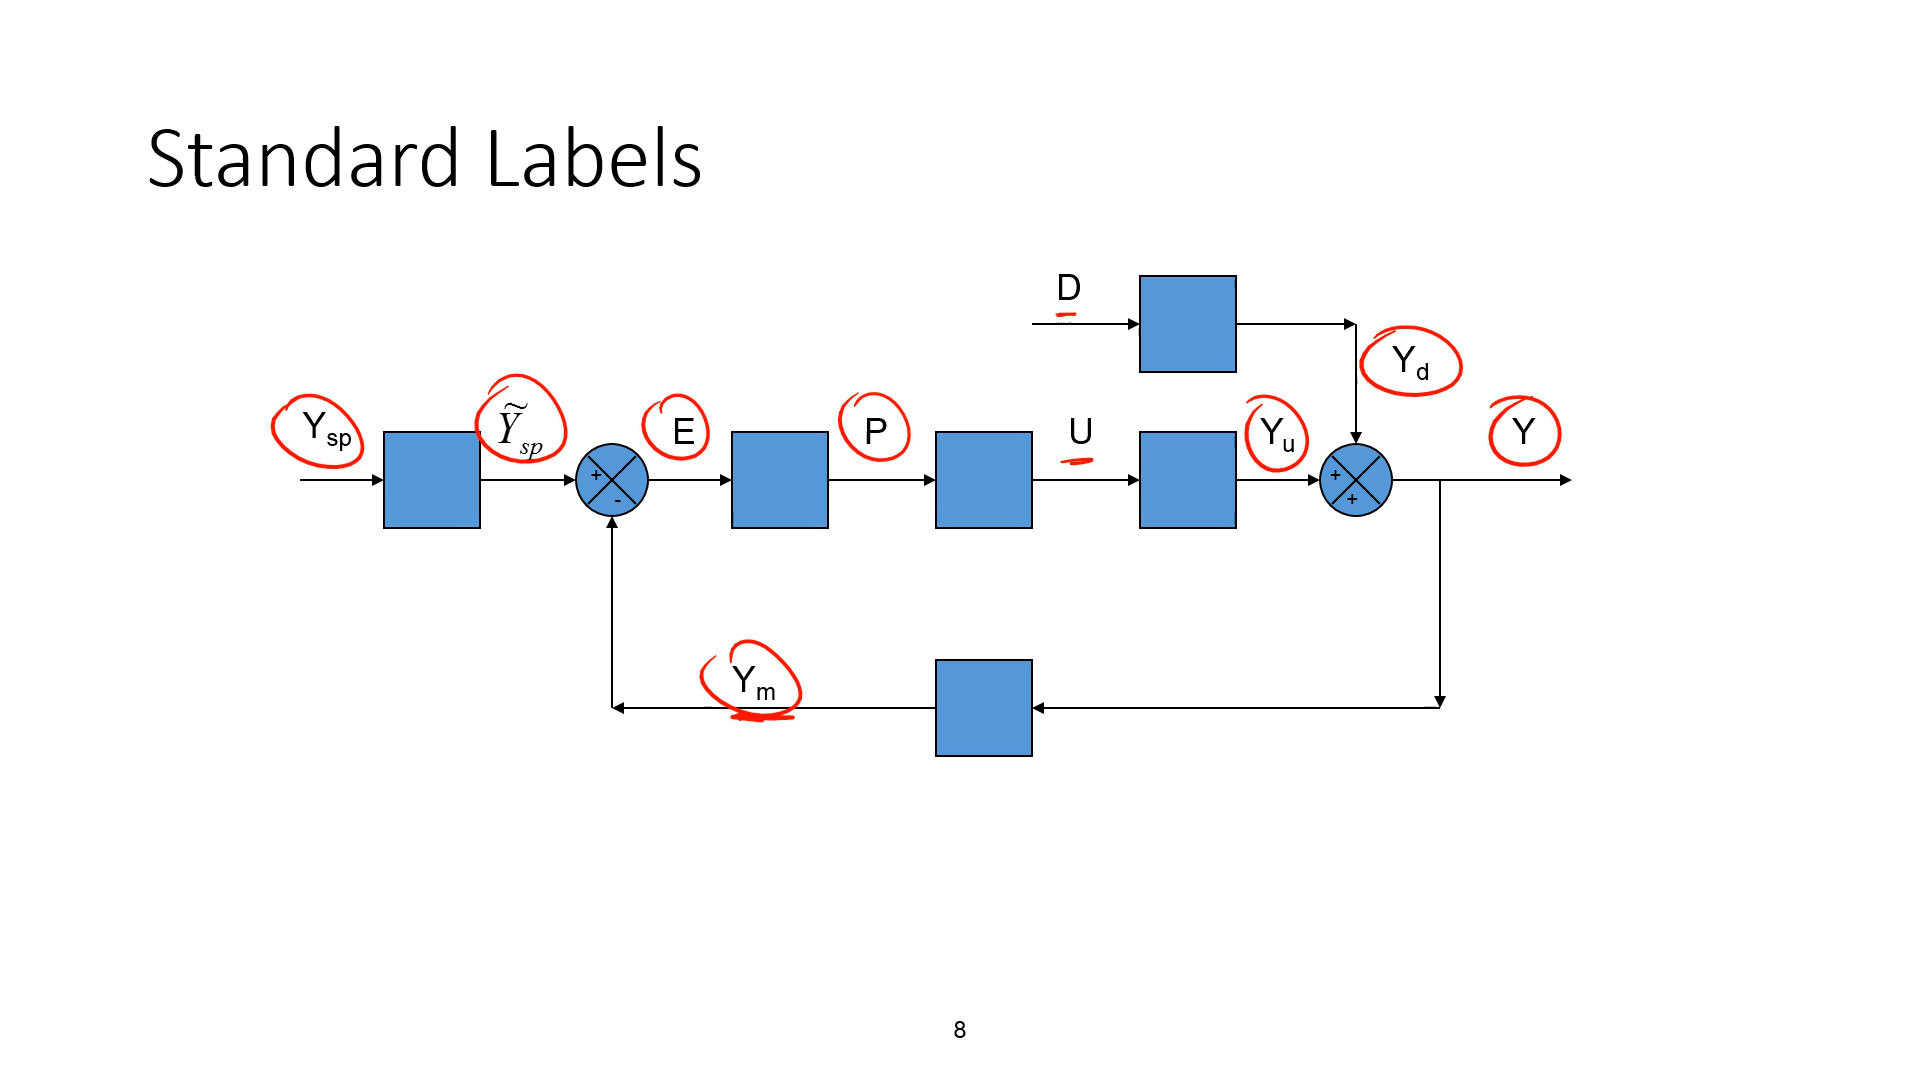 Standard Labels
D
Y_d
Y_sp
Ỹ_sp
E
P
U
Y_u
Y
+
-
+
+
Y_m
8